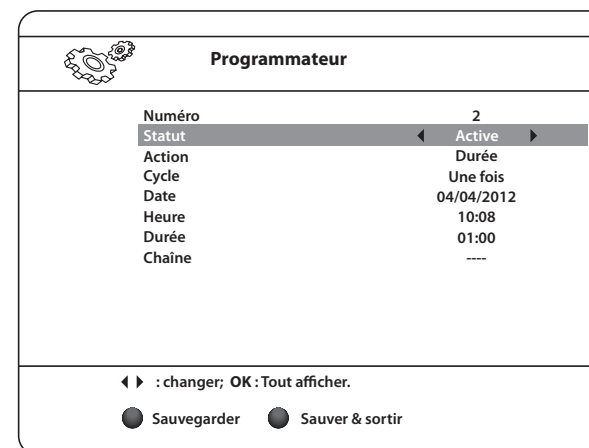 Programmateur
Numéro 2
Statut Active
Action Durée
Cycle Une fois
Date 04/04/2012
Heure 10:08
Durée 01:00
Chaîne ----
: changer; OK : Tout afficher.
Sauvegarder Sauver & sortir